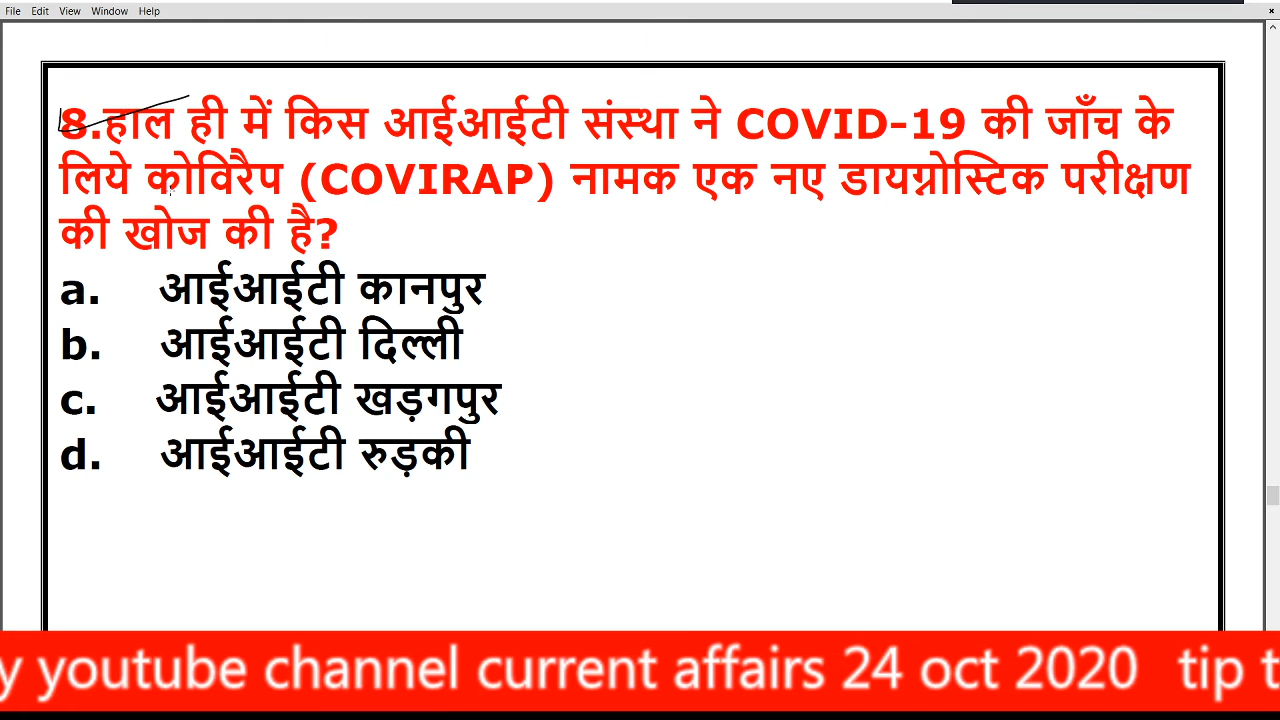 File Edit View Window Help
8.हाल ही में किस आईआईटी संस्था ने COVID-19 की जाँच के
लिये कोविरैप (COVIRAP) नामक एक नए डायग्नोस्टिक परीक्षण
की खोज की है?
a. आईआईटी कानपुर
b. आईआईटी दिल्ली
c. आईआईटी खड़गपुर
d. आईआईटी रुड़की
y youtube channel current affairs 24 oct 2020 tip t